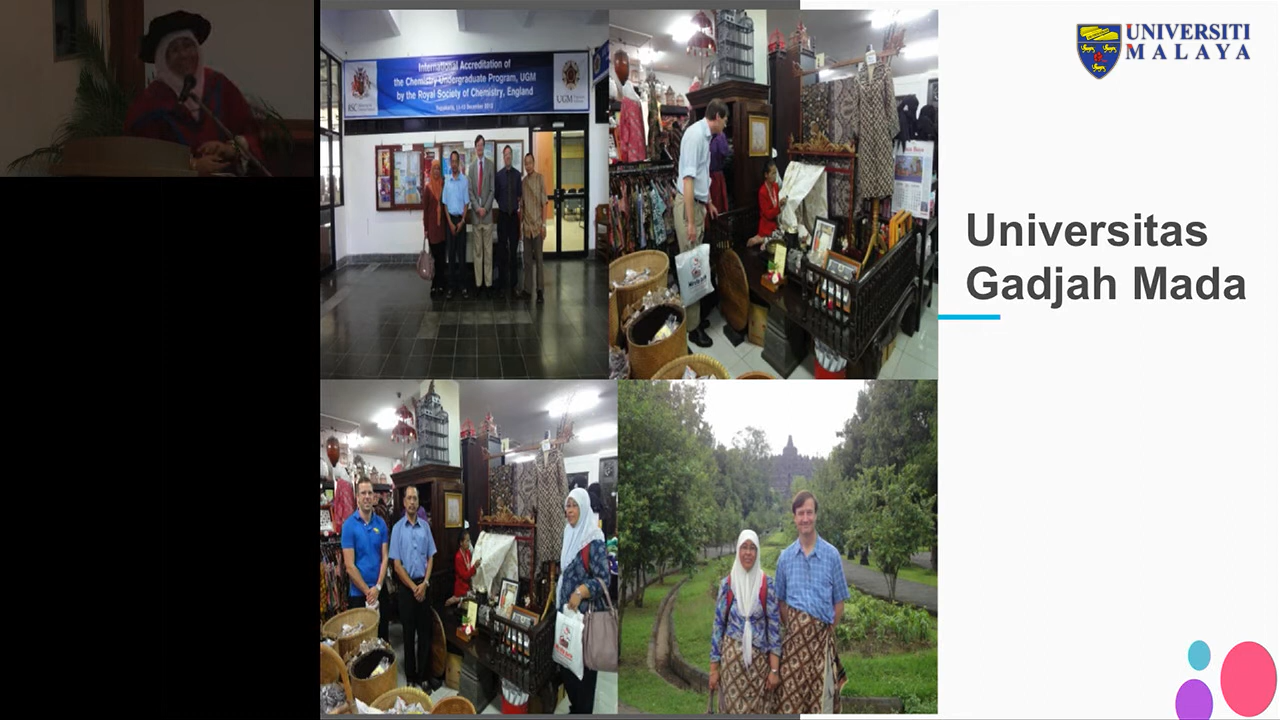 International Accreditation of
the Chemistry Undergraduate Program, UGM
by the Royal Society of Chemistry, England
UGM
UNIVERSITI
MALAYA
Universitas
Gadjah Mada